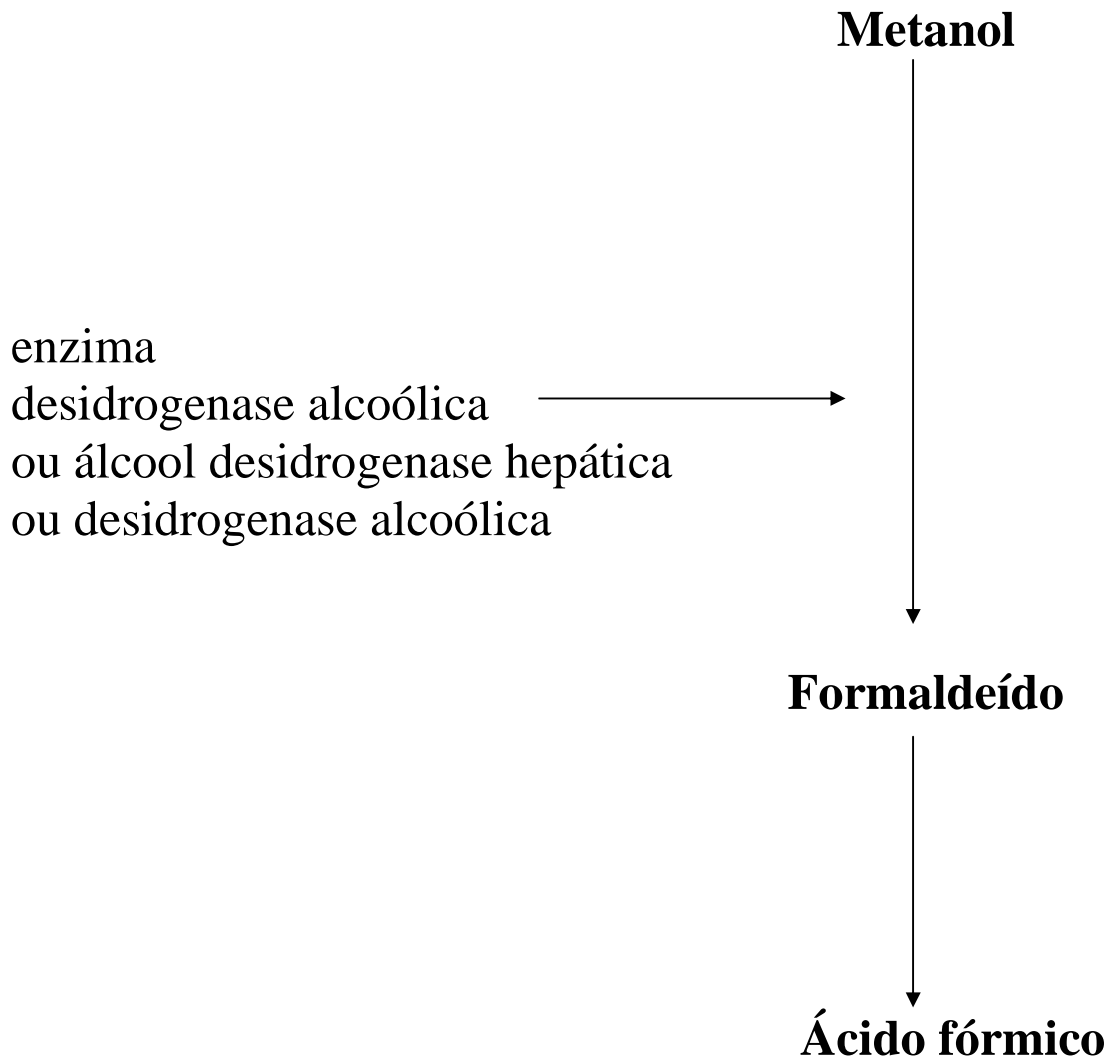 Metanol
enzima
desidrogenase alcoólica
ou álcool desidrogenase hepática
ou desidrogenase alcoólica
Formaldeído
Ácido fórmico